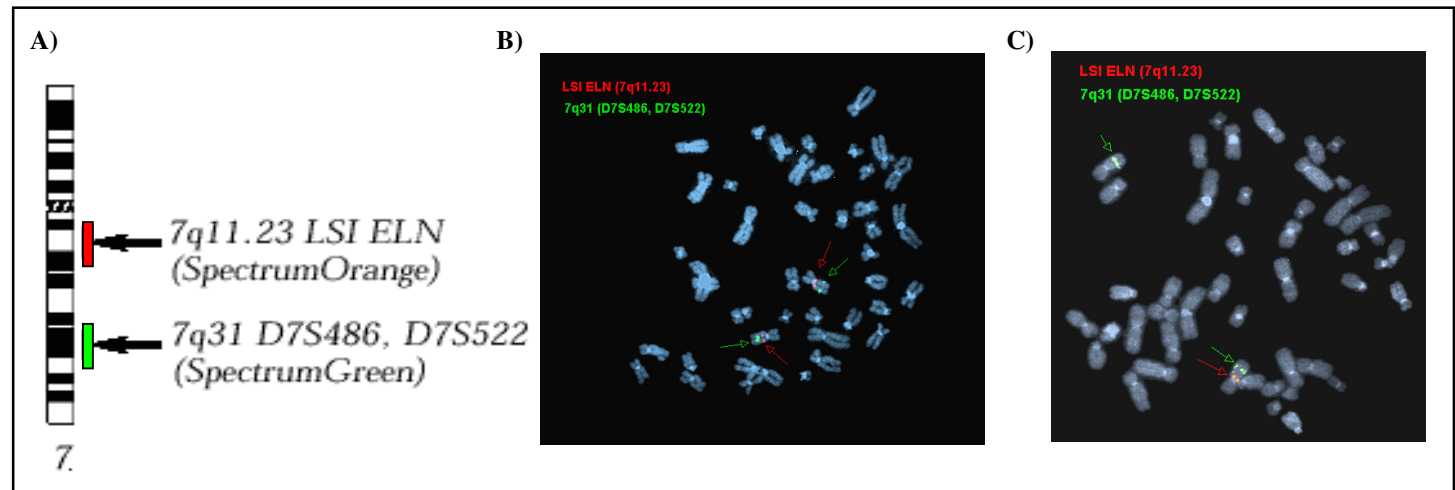 A)
7q11.23 LSI ELN
(SpectrumOrange)
7q31 D7S486, D7S522
(SpectrumGreen)
7.
B)
LSI ELN (7q11.23)
7q31 (D7S486, D7S522)
C)
LSI ELN (7q11.23)
7q31 (D7S486, D7S522)